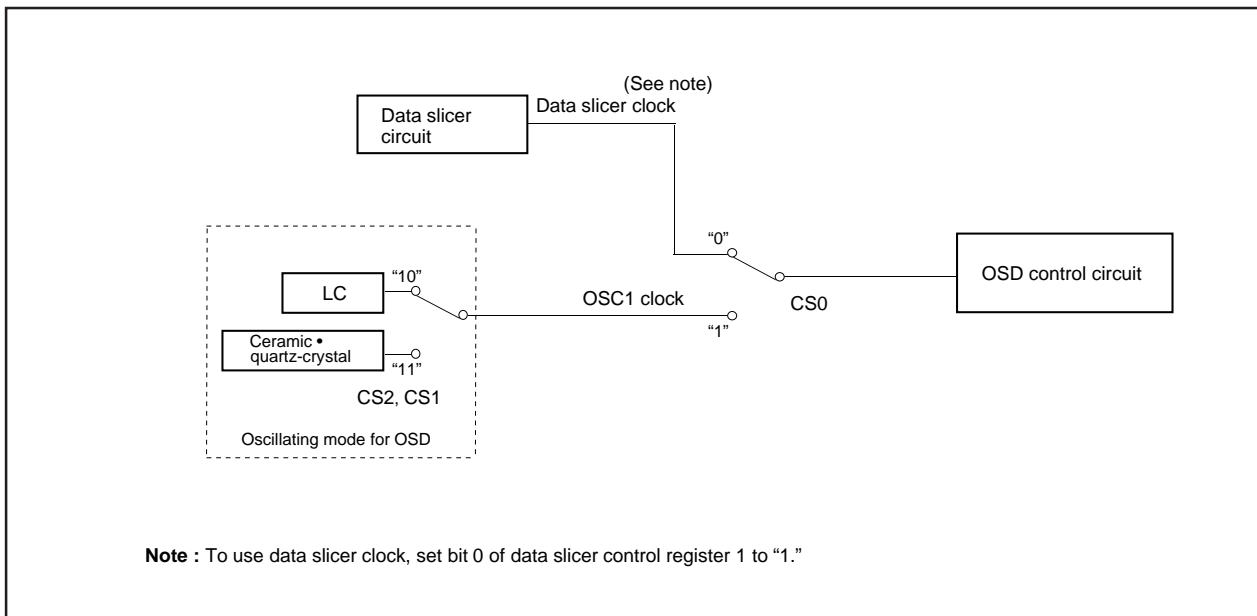 (See note)
Data slicer clock
Data slicer
circuit
“0”
OSD control circuit
“10”
LC
OSC1 clock
CS0
“1”
Ceramic •
quartz-crystal
“11”
CS2, CS1
Oscillating mode for OSD
Note : To use data slicer clock, set bit 0 of data slicer control register 1 to “1.”